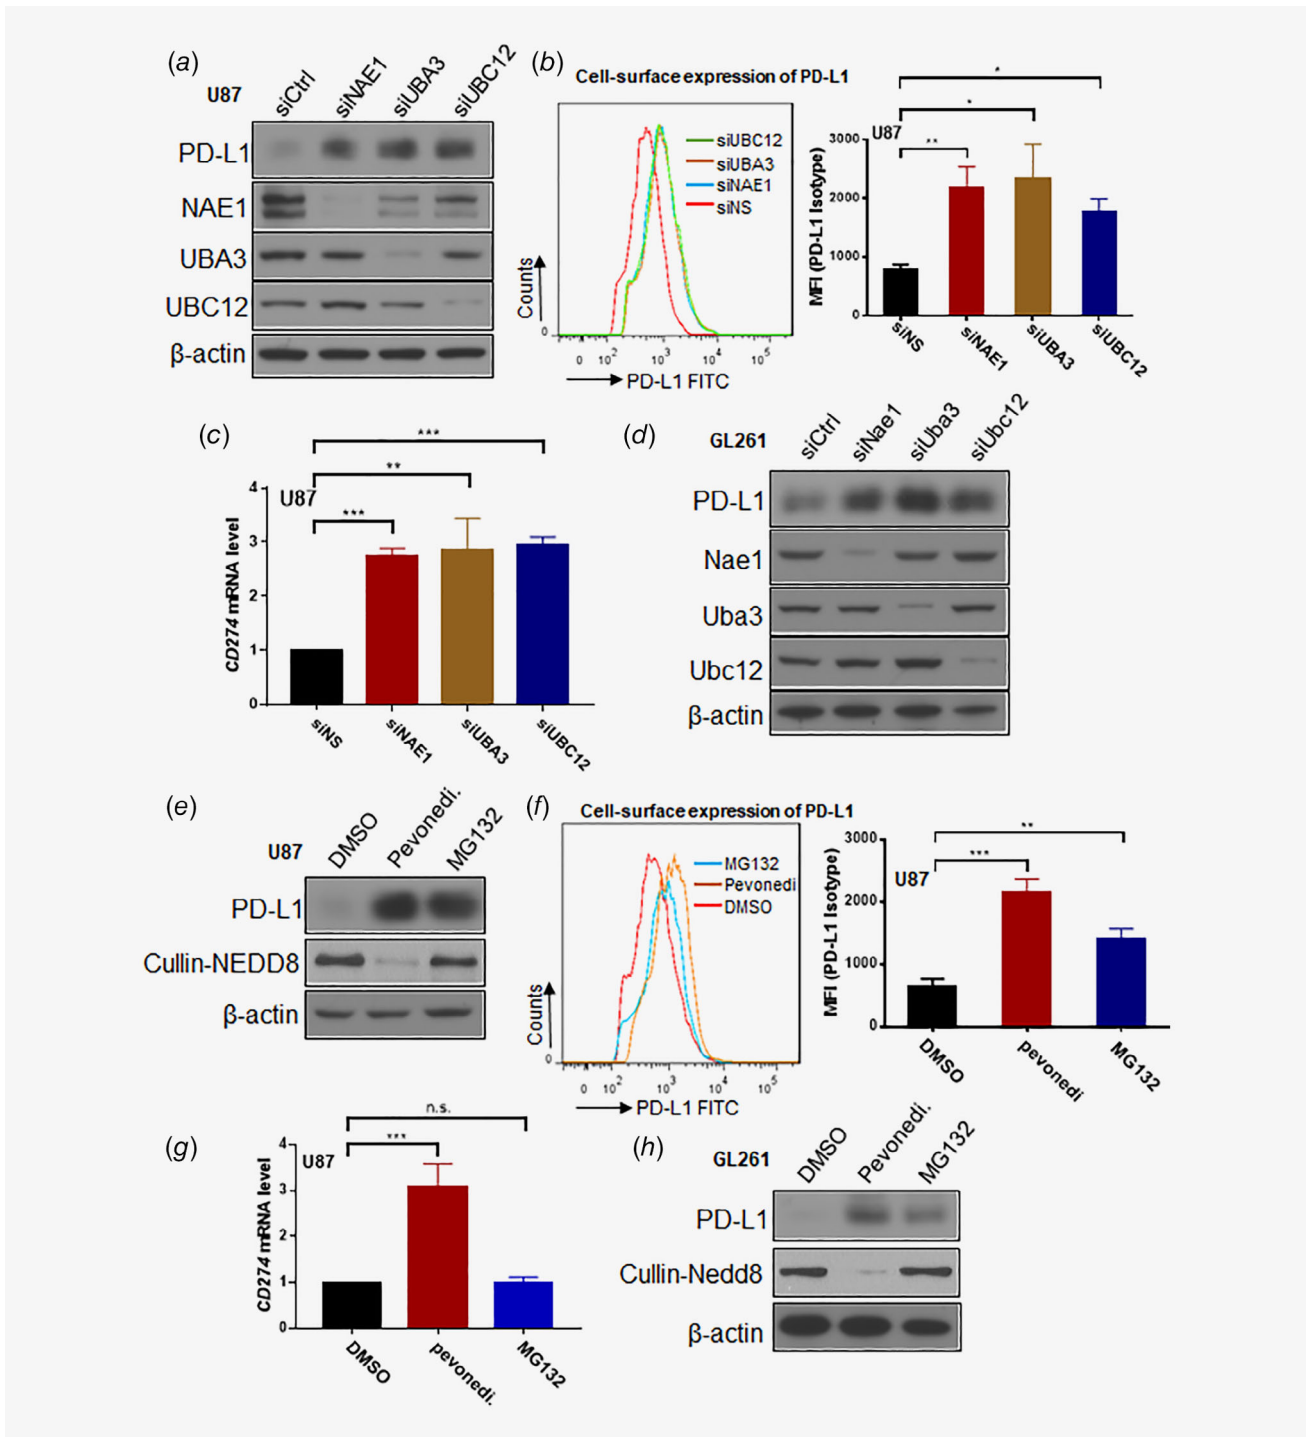 (a)
U87
siCtrl
siNAE1
siUBA3
siUBC12
PD-L1
NAE1
UBA3
UBC12
β-actin
(b)
Cell-surface expression of PD-L1
siUBC12
siUBA3
siNAE1
siNS
Counts
0
0 10² 10³ 10⁴ 10⁵
PD-L1 FITC
*
*
**
U87
MFI (PD-L1 Isotype)
3000
2000
1000
0
siNS
siNAE1
siUBA3
siUBC12
(c)
***
**
***
U87
CD274 mRNA level
4
3
2
1
0
siNS
siNAE1
siUBA3
siUBC12
(d)
GL261
siCtrl
siNae1
siUba3
siUbc12
PD-L1
Nae1
Uba3
Ubc12
β-actin
(e)
U87
DMSO
Pevonedi.
MG132
PD-L1
Cullin-NEDD8
β-actin
(f)
Cell-surface expression of PD-L1
MG132
Pevonedi
DMSO
Counts
0
0 10² 10³ 10⁴ 10⁵
PD-L1 FITC
**
***
U87
MFI (PD-L1 Isotype)
3000
2000
1000
0
DMSO
pevonedi
MG132
(g)
n.s.
***
U87
CD274 mRNA level
4
3
2
1
0
DMSO
pevonedi.
MG132
(h)
GL261
DMSO
Pevonedi.
MG132
PD-L1
Cullin-Nedd8
β-actin